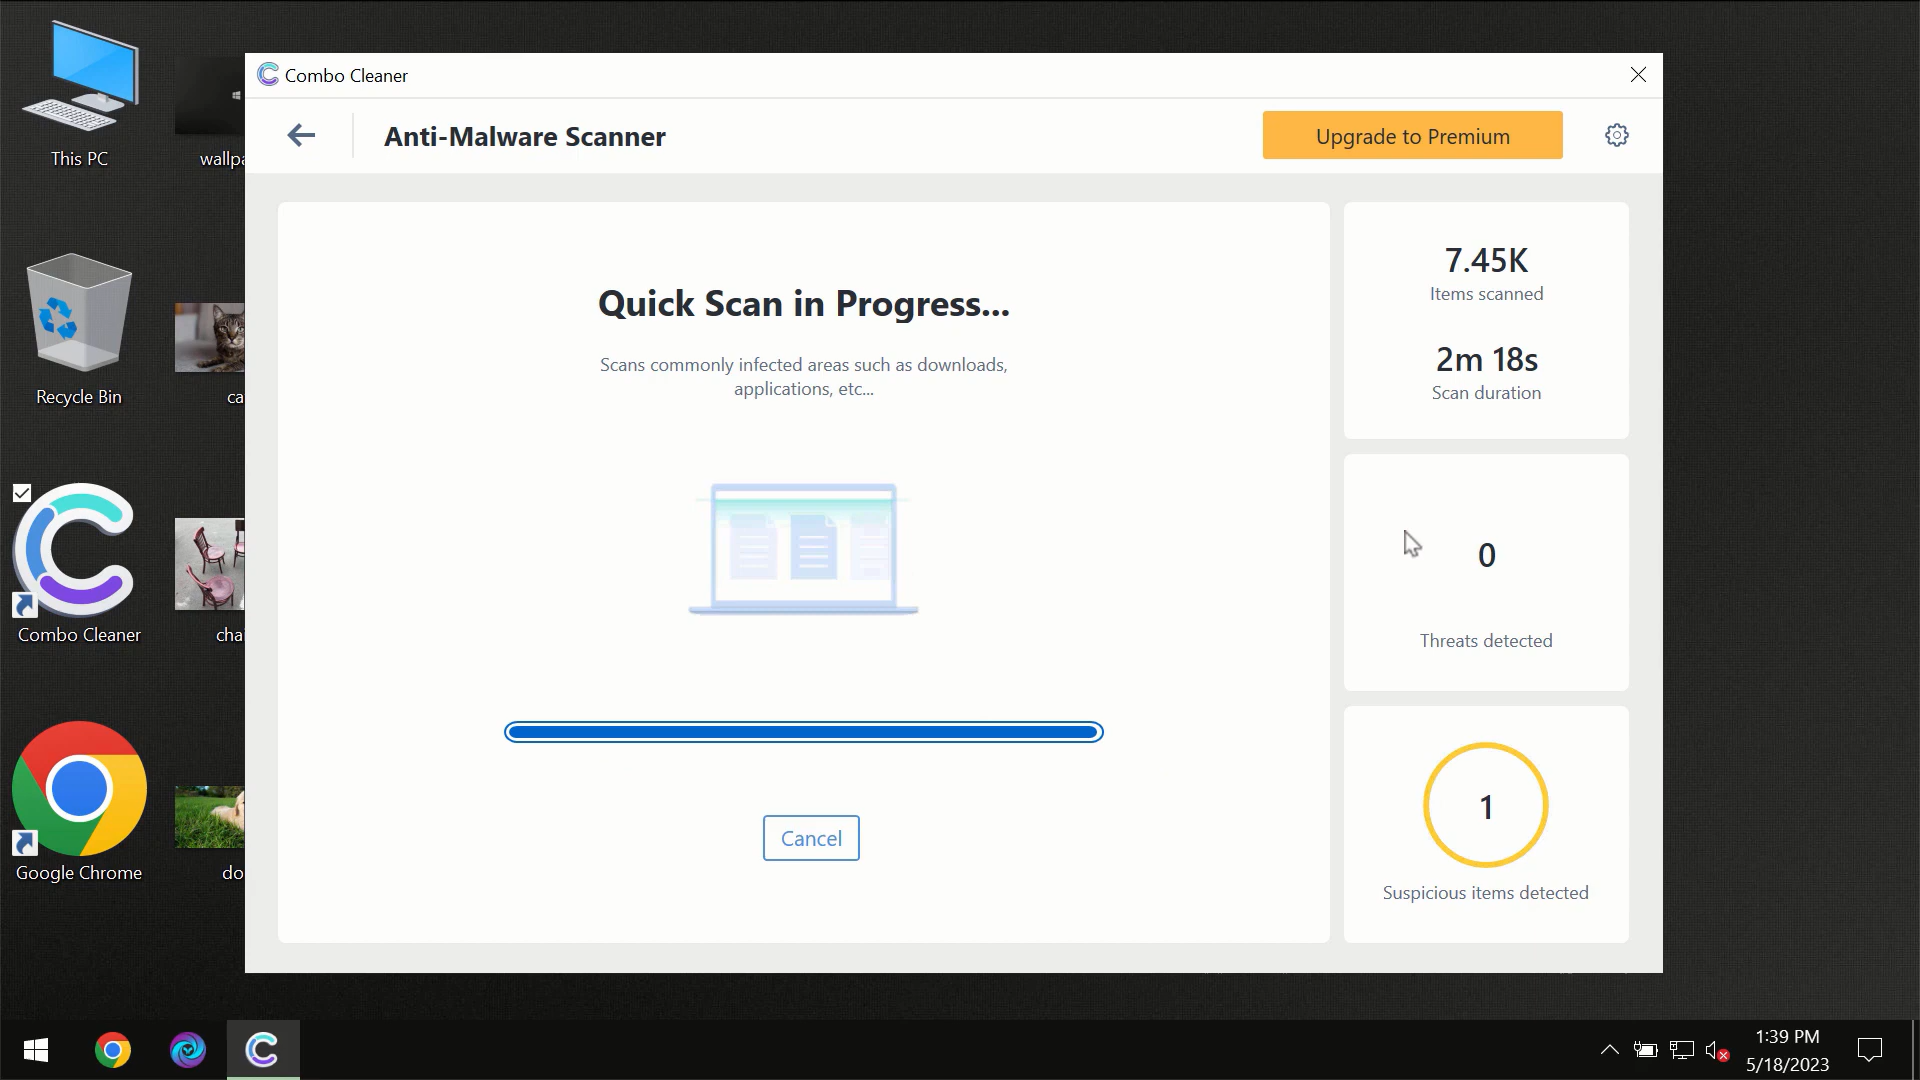 Combo Cleaner
Anti-Malware Scanner
Upgrade to Premium
Quick Scan in Progress...
Scans commonly infected areas such as downloads,
applications, etc...
Cancel
7.45K
Items scanned
2m 18s
Scan duration
0
Threats detected
1
Suspicious items detected
This PC
wallpa
Recycle Bin
ca
Combo Cleaner
chai
Google Chrome
do
1:39 PM
5/18/2023